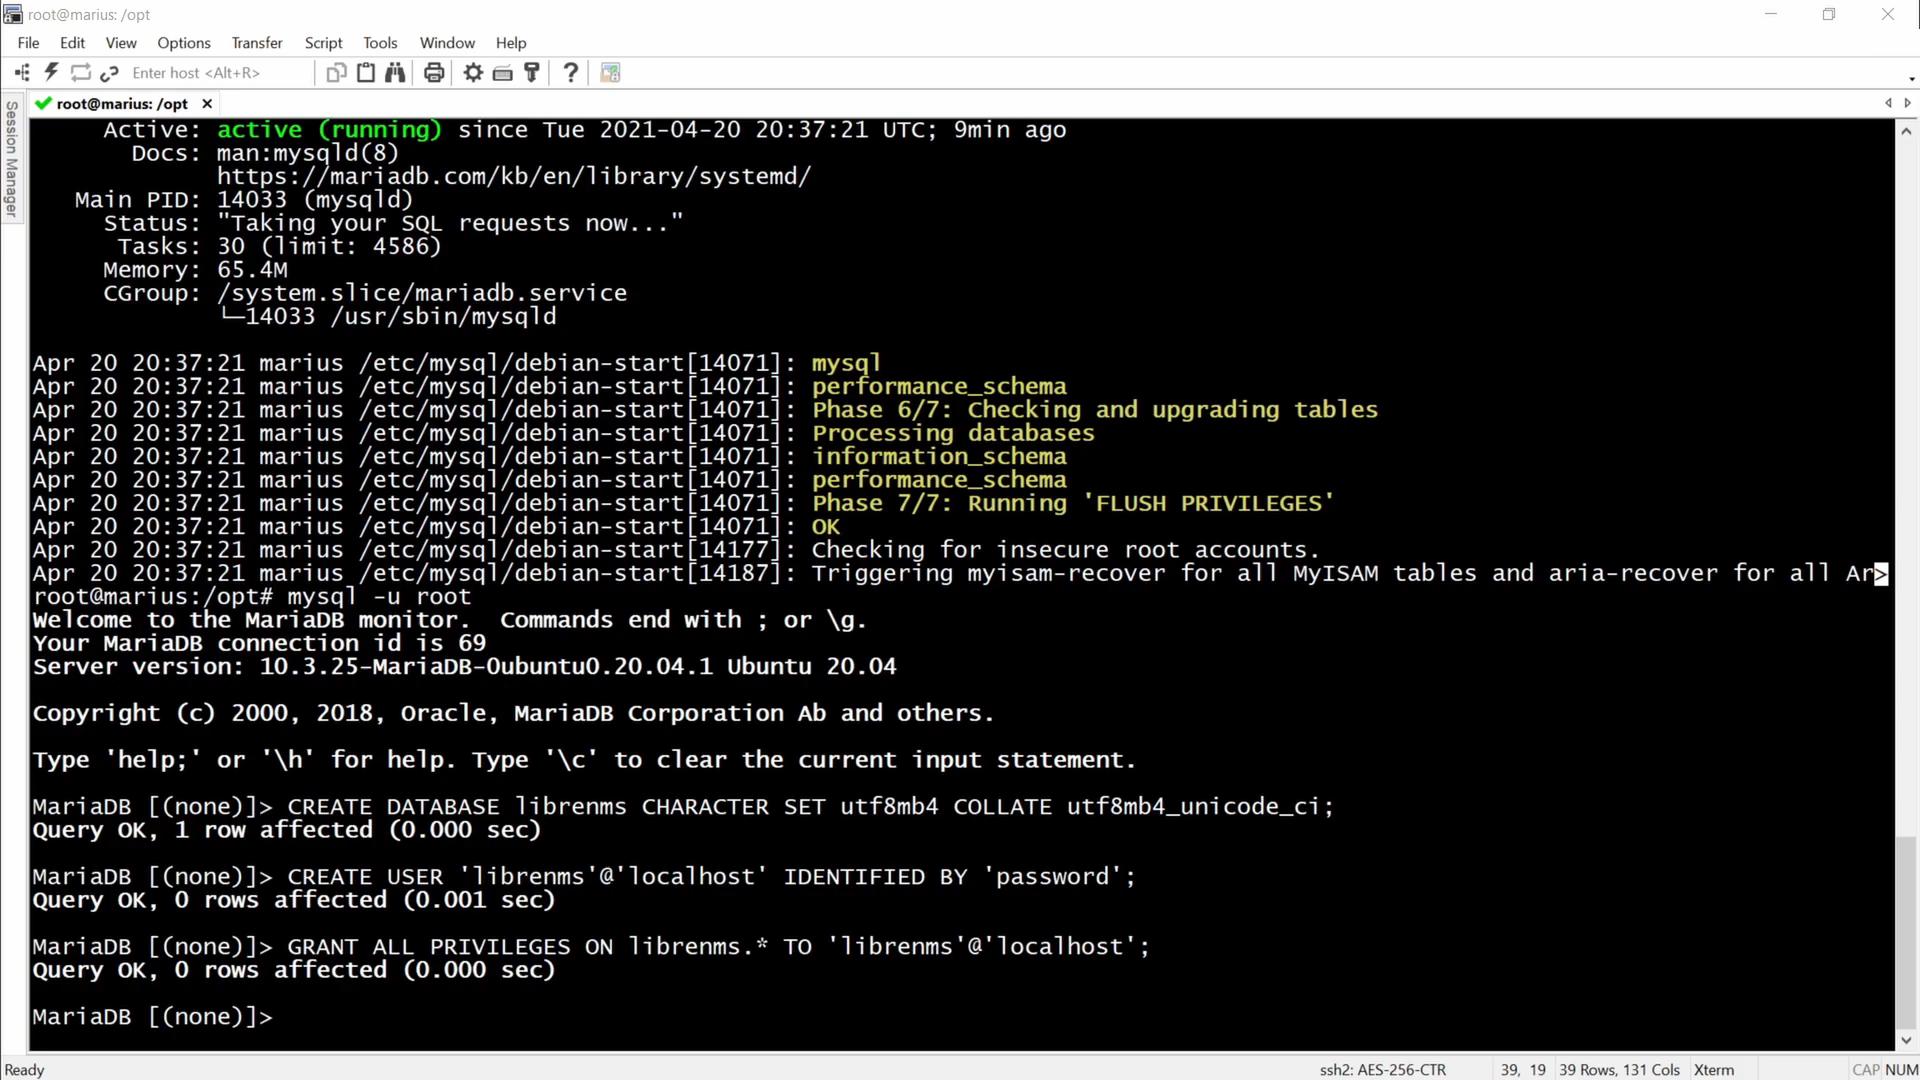 root@marius: /opt
File Edit View Options Transfer Script Tools Window Help
Enter host <Alt+R>
Session Manager
root@marius: /opt
Active: active (running) since Tue 2021-04-20 20:37:21 UTC; 9min ago
Docs: man:mysqld(8)
https://mariadb.com/kb/en/library/systemd/
Main PID: 14033 (mysqld)
Status: "Taking your SQL requests now..."
Tasks: 30 (limit: 4586)
Memory: 65.4M
CGroup: /system.slice/mariadb.service
└─14033 /usr/sbin/mysqld
Apr 20 20:37:21 marius /etc/mysql/debian-start[14071]: mysql
Apr 20 20:37:21 marius /etc/mysql/debian-start[14071]: performance_schema
Apr 20 20:37:21 marius /etc/mysql/debian-start[14071]: Phase 6/7: Checking and upgrading tables
Apr 20 20:37:21 marius /etc/mysql/debian-start[14071]: Processing databases
Apr 20 20:37:21 marius /etc/mysql/debian-start[14071]: information_schema
Apr 20 20:37:21 marius /etc/mysql/debian-start[14071]: performance_schema
Apr 20 20:37:21 marius /etc/mysql/debian-start[14071]: Phase 7/7: Running 'FLUSH PRIVILEGES'
Apr 20 20:37:21 marius /etc/mysql/debian-start[14071]: OK
Apr 20 20:37:21 marius /etc/mysql/debian-start[14177]: Checking for insecure root accounts.
Apr 20 20:37:21 marius /etc/mysql/debian-start[14187]: Triggering myisam-recover for all MyISAM tables and aria-recover for all Ar>
root@marius:/opt# mysql -u root
Welcome to the MariaDB monitor.  Commands end with ; or \g.
Your MariaDB connection id is 69
Server version: 10.3.25-MariaDB-0ubuntu0.20.04.1 Ubuntu 20.04
Copyright (c) 2000, 2018, Oracle, MariaDB Corporation Ab and others.
Type 'help;' or '\h' for help. Type '\c' to clear the current input statement.
MariaDB [(none)]> CREATE DATABASE librenms CHARACTER SET utf8mb4 COLLATE utf8mb4_unicode_ci;
Query OK, 1 row affected (0.000 sec)
MariaDB [(none)]> CREATE USER 'librenms'@'localhost' IDENTIFIED BY 'password';
Query OK, 0 rows affected (0.001 sec)
MariaDB [(none)]> GRANT ALL PRIVILEGES ON librenms.* TO 'librenms'@'localhost';
Query OK, 0 rows affected (0.000 sec)
MariaDB [(none)]>
Ready ssh2: AES-256-CTR 39, 19 39 Rows, 131 Cols Xterm CAP NUM